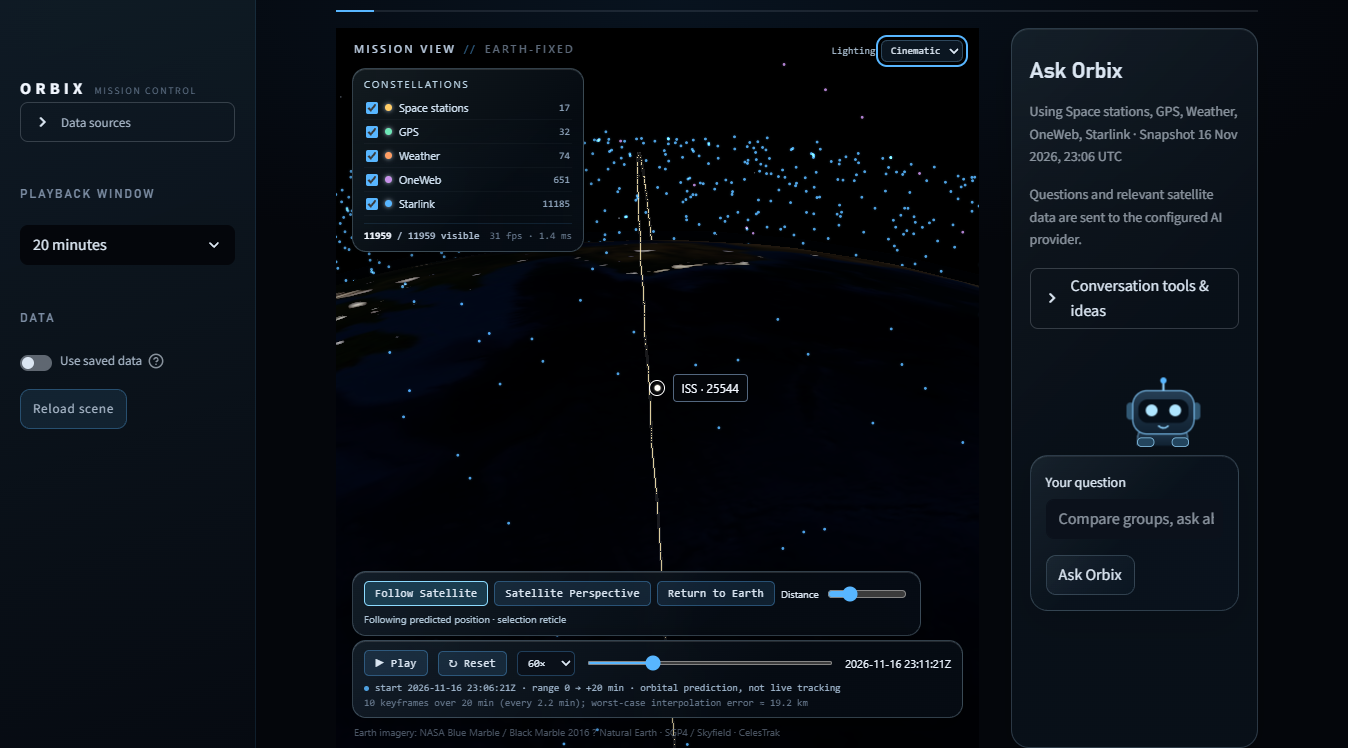 ORBIX MISSION CONTROL
Data sources
PLAYBACK WINDOW
20 minutes
DATA
Use saved data ?
Reload scene
MISSION VIEW // EARTH-FIXED
Lighting Cinematic
CONSTELLATIONS
Space stations 17
GPS 32
Weather 74
OneWeb 651
Starlink 11185
11959 / 11959 visible 31 fps · 1.4 ms
ISS · 25544
Follow Satellite Satellite Perspective Return to Earth Distance
Following predicted position · selection reticle
▶ Play ↻ Reset 60× 2026-11-16 23:11:21Z
start 2026-11-16 23:06:21Z · range 0 → +20 min · orbital prediction, not live tracking
10 keyframes over 20 min (every 2.2 min); worst-case interpolation error ≈ 19.2 km
Earth imagery: NASA Blue Marble / Black Marble 2016 ? Natural Earth · SGP4 / Skyfield · CelesTrak
Ask Orbix
Using Space stations, GPS, Weather,
OneWeb, Starlink · Snapshot 16 Nov
2026, 23:06 UTC
Questions and relevant satellite
data are sent to the configured AI
provider.
Conversation tools &
ideas
Your question
Compare groups, ask al
Ask Orbix